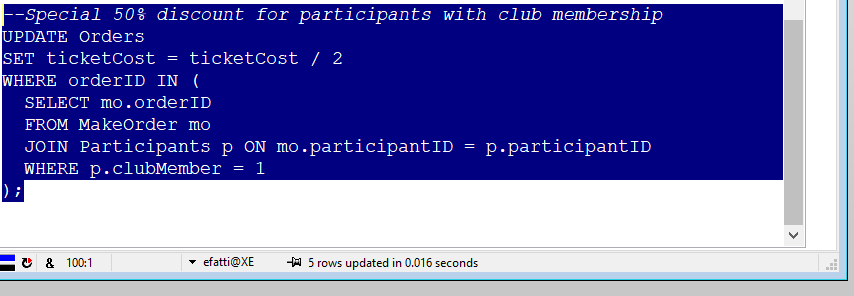 --Special 50% discount for participants with club membership
UPDATE Orders
SET ticketCost = ticketCost / 2
WHERE orderID IN (
  SELECT mo.orderID
  FROM MakeOrder mo
  JOIN Participants p ON mo.participantID = p.participantID
  WHERE p.clubMember = 1
);
& 100:1 efatti@XE 5 rows updated in 0.016 seconds